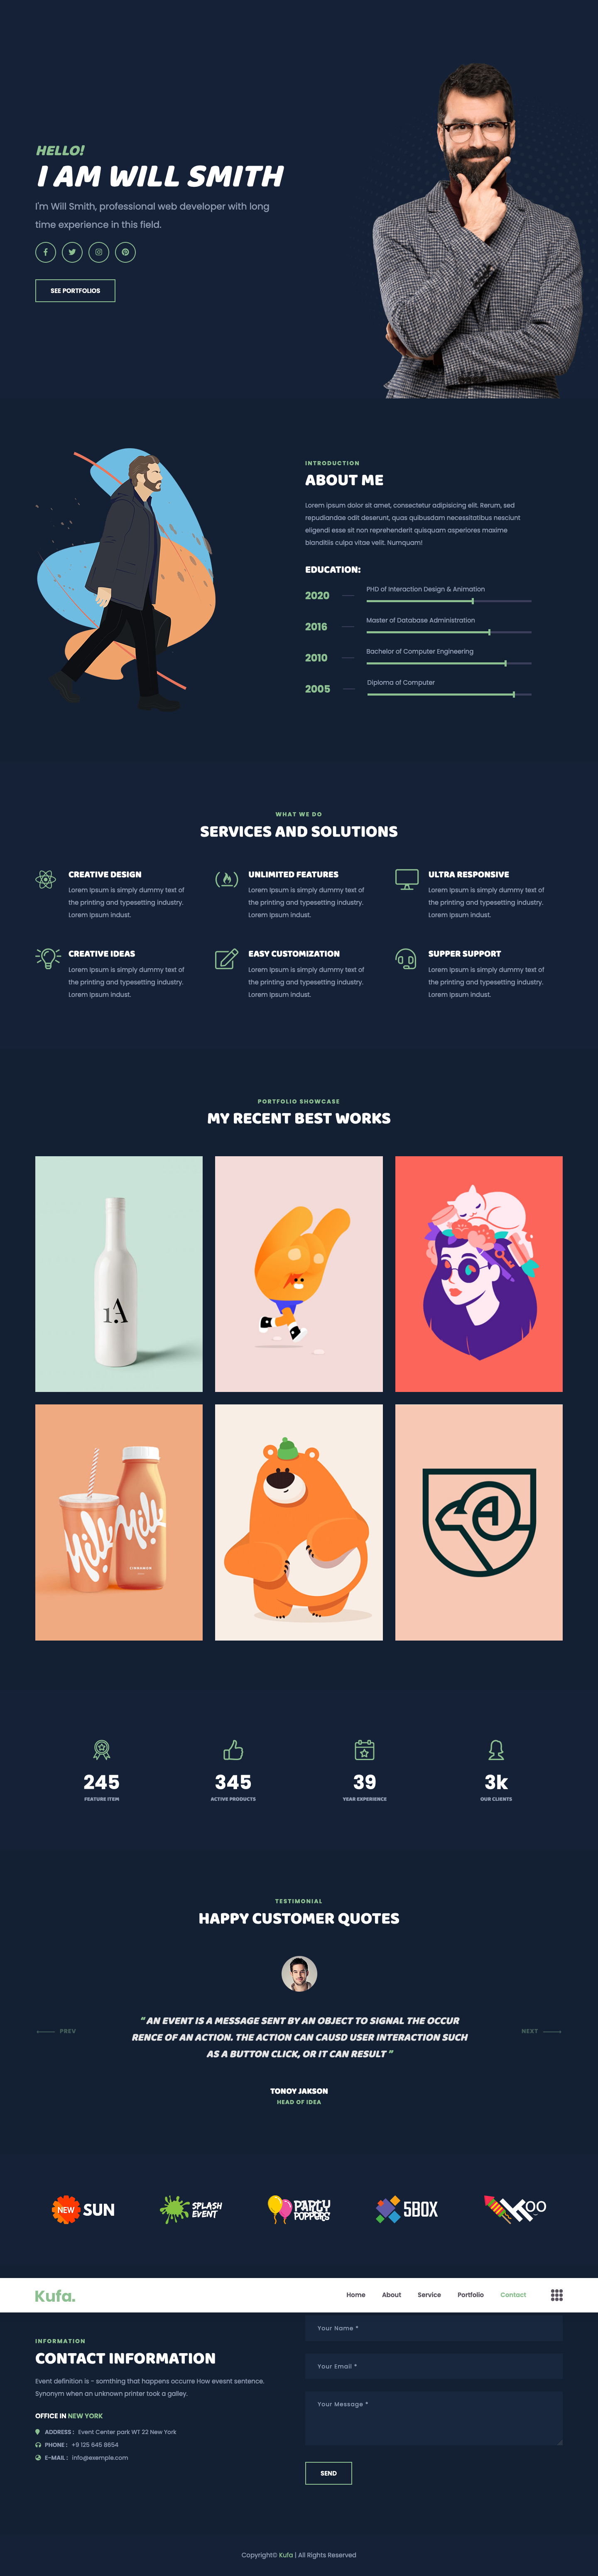 HELLO!
I AM WILL SMITH
I'm Will Smith, professional web developer with long
time experience in this field.
SEE PORTFOLIOS
INTRODUCTION
ABOUT ME
Lorem ipsum dolor sit amet, consectetur adipisicing elit. Rerum, sed
repudiandae odit deserunt, quas quibusdam necessitatibus nesciunt
eligendi esse sit non reprehenderit quisquam asperiores maxime
blanditiis culpa vitae velit. Numquam!
EDUCATION:
2020
PHD of Interaction Design & Animation
2016
Master of Database Administration
2010
Bachelor of Computer Engineering
2005
Diploma of Computer
WHAT WE DO
SERVICES AND SOLUTIONS
CREATIVE DESIGN
Lorem Ipsum is simply dummy text of
the printing and typesetting industry.
Lorem Ipsum indust.
UNLIMITED FEATURES
Lorem Ipsum is simply dummy text of
the printing and typesetting industry.
Lorem Ipsum indust.
ULTRA RESPONSIVE
Lorem Ipsum is simply dummy text of
the printing and typesetting industry.
Lorem Ipsum indust.
CREATIVE IDEAS
Lorem Ipsum is simply dummy text of
the printing and typesetting industry.
Lorem Ipsum indust.
EASY CUSTOMIZATION
Lorem Ipsum is simply dummy text of
the printing and typesetting industry.
Lorem Ipsum indust.
SUPPER SUPPORT
Lorem Ipsum is simply dummy text of
the printing and typesetting industry.
Lorem Ipsum indust.
PORTFOLIO SHOWCASE
MY RECENT BEST WORKS
1A
Milk
Milk
CINNAMON
A
245
FEATURE ITEM
345
ACTIVE PRODUCTS
39
YEAR EXPERIENCE
3k
OUR CLIENTS
TESTIMONIAL
HAPPY CUSTOMER QUOTES
PREV
“ AN EVENT IS A MESSAGE SENT BY AN OBJECT TO SIGNAL THE OCCUR
RENCE OF AN ACTION. THE ACTION CAN CAUSD USER INTERACTION SUCH
AS A BUTTON CLICK, OR IT CAN RESULT ”
NEXT
TONOY JAKSON
HEAD OF IDEA
NEW SUN
SPLASH
EVENT
PARTY
POPPERS
5BOX
Kufa.
Home
About
Service
Portfolio
Contact
INFORMATION
CONTACT INFORMATION
Event definition is - somthing that happens occurre How evesnt sentence.
Synonym when an unknown printer took a galley.
OFFICE IN NEW YORK
ADDRESS : Event Center park WT 22 New York
PHONE : +9 125 645 8654
E-MAIL : info@exemple.com
Your Name *
Your Email *
Your Message *
SEND
Copyright© Kufa | All Rights Reserved